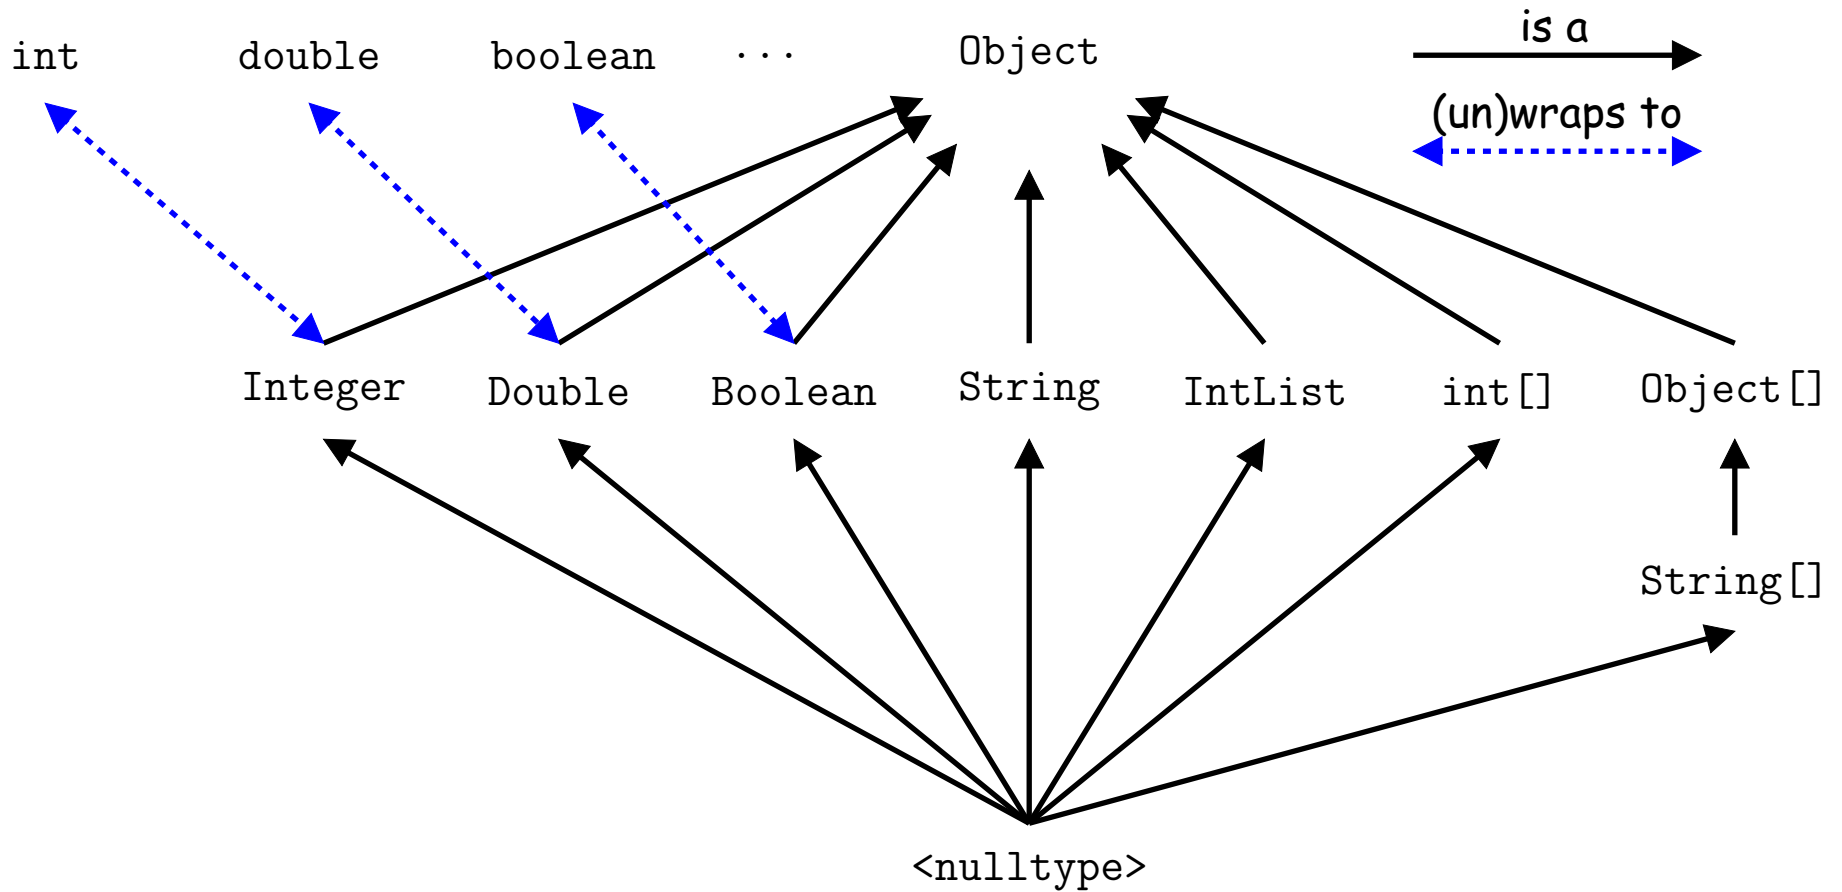 int double boolean ··· Object
is a
(un)wraps to
Integer Double Boolean String IntList int[] Object[]
String[]
<nulltype>